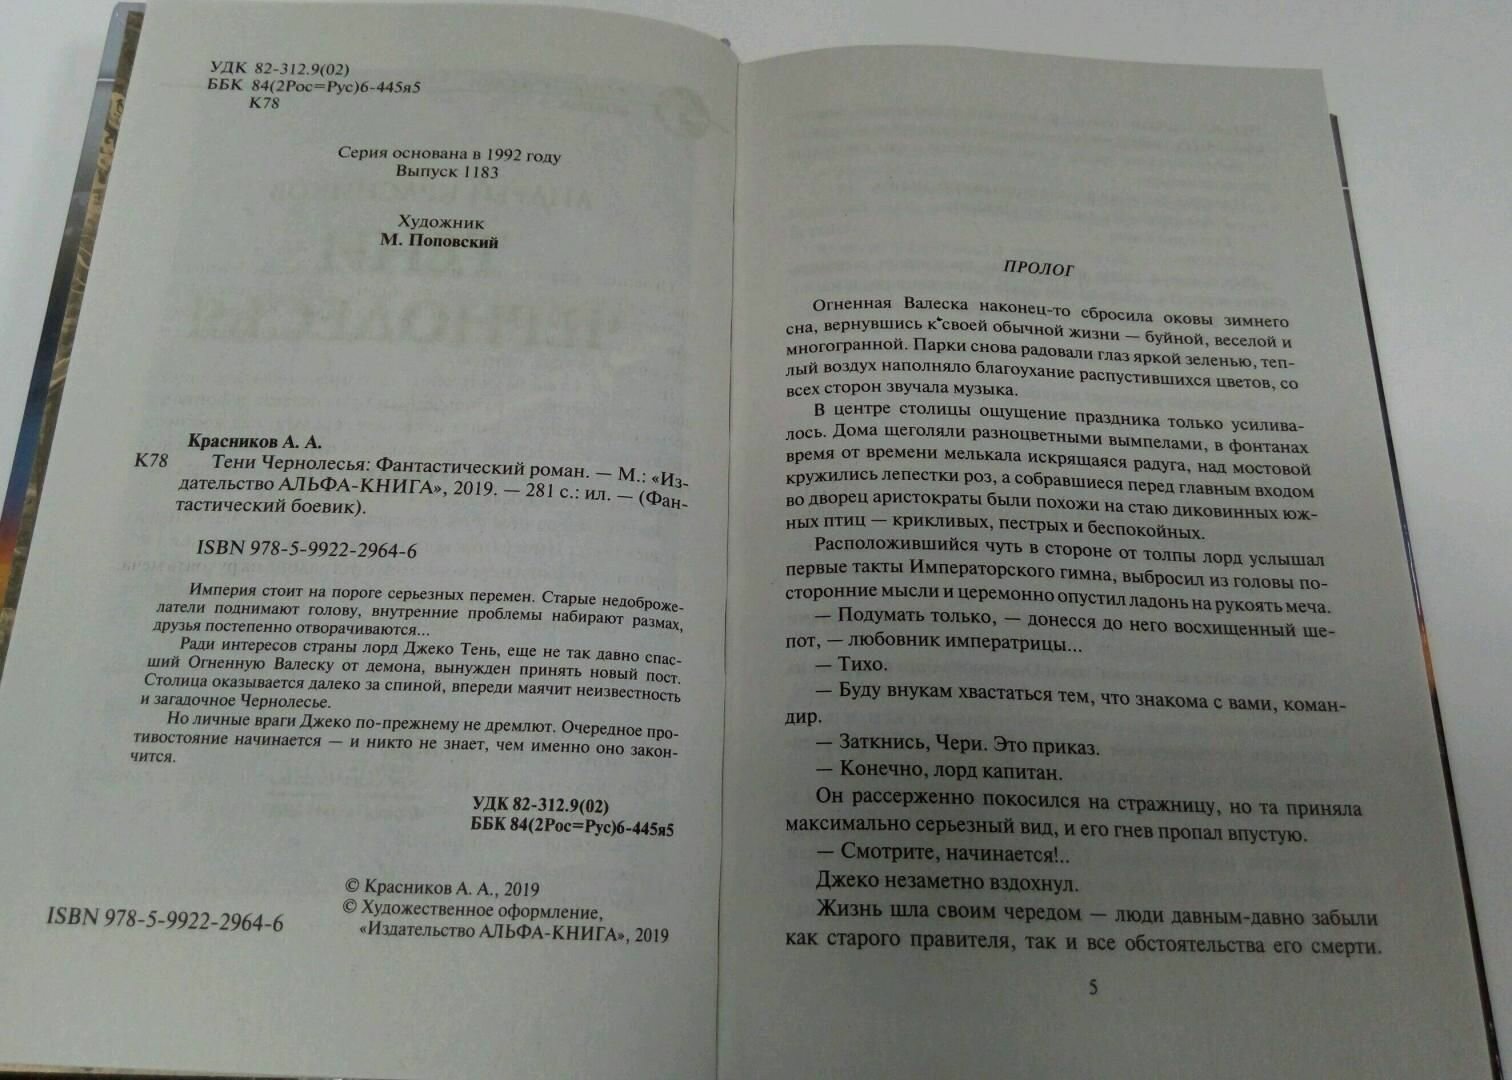 УДК 82-312.9(02)
ББК 84(2Рос=Рус)6-445я5
К78
Серия основана в 1992 году
Выпуск 1183
Художник
М. Поповский
Красников А. А.
К78 Тени Чернолесья: Фантастический роман. — М.: «Из-
дательство АЛЬФА-КНИГА», 2019. — 281 с.: ил. — (Фан-
тастический боевик).
ISBN 978-5-9922-2964-6
Империя стоит на пороге серьезных перемен. Старые недоброже-
латели поднимают голову, внутренние проблемы набирают размах,
друзья постепенно отворачиваются...
Ради интересов страны лорд Джеко Тень, еще не так давно спас-
ший Огненную Валеску от демона, вынужден принять новый пост.
Столица оказывается далеко за спиной, впереди маячит неизвестность
и загадочное Чернолесье.
Но личные враги Джеко по-прежнему не дремлют. Очередное про-
тивостояние начинается — и никто не знает, чем именно оно закон-
чится.
УДК 82-312.9(02)
ББК 84(2Рос=Рус)6-445я5
© Красников А. А., 2019
© Художественное оформление,
«Издательство АЛЬФА-КНИГА», 2019
ISBN 978-5-9922-2964-6
ПРОЛОГ
Огненная Валеска наконец-то сбросила оковы зимнего
сна, вернувшись к своей обычной жизни — буйной, веселой и
многогранной. Парки снова радовали глаз яркой зеленью, теп-
лый воздух наполняло благоухание распустившихся цветов, со
всех сторон звучала музыка.
В центре столицы ощущение праздника только усилива-
лось. Дома щеголяли разноцветными вымпелами, в фонтанах
время от времени мелькала искрящаяся радуга, над мостовой
кружились лепестки роз, а собравшиеся перед главным входом
во дворец аристократы были похожи на стаю диковинных юж-
ных птиц — крикливых, пестрых и беспокойных.
Расположившийся чуть в стороне от толпы лорд услышал
первые такты Императорского гимна, выбросил из головы по-
сторонние мысли и церемонно опустил ладонь на рукоять меча.
— Подумать только, — донесся до него восхищенный ше-
пот, — любовник императрицы...
— Тихо.
— Буду внукам хвастаться тем, что знакома с вами, коман-
дир.
— Заткнись, Чери. Это приказ.
— Конечно, лорд капитан.
Он рассерженно покосился на стражницу, но та приняла
максимально серьезный вид, и его гнев пропал впустую.
— Смотрите, начинается!..
Джеко незаметно вздохнул.
Жизнь шла своим чередом — люди давным-давно забыли
как старого правителя, так и все обстоятельства его смерти.
5